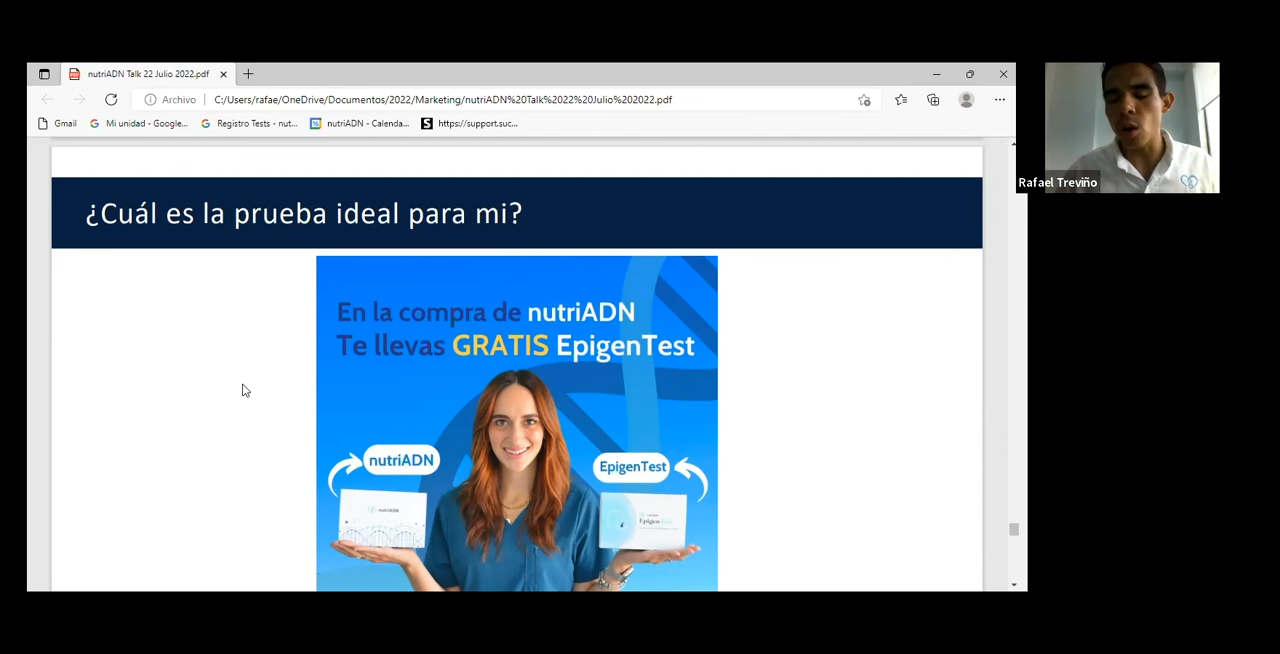 nutriADN Talk 22 Julio 2022.pdf
Archivo
C:/Users/rafae/OneDrive/Documentos/2022/Marketing/nutriADN%20Talk%2022%20Julio%202022.pdf
Gmail
Mi unidad - Google...
Registro Tests - nut...
nutriADN - Calenda...
https://support.suc...
Rafael Treviño
¿Cuál es la prueba ideal para mi?
En la compra de nutriADN
Te llevas GRATIS EpigenTest
nutriADN
EpigenTest
nutriADN
EpigenTest